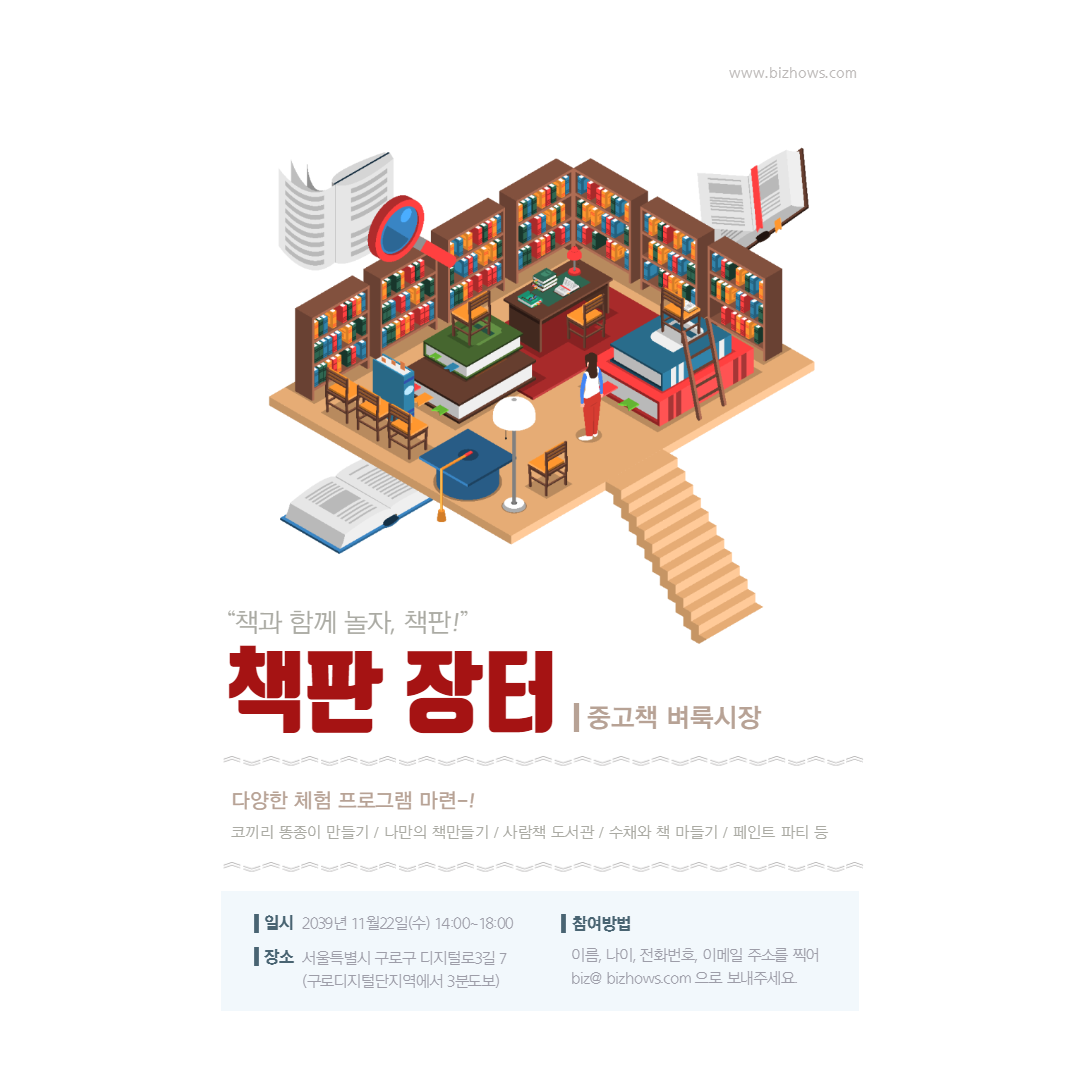 www.bizhows.com
“책과 함께 놀자, 책판!”
책판 장터
중고책 벼룩시장
다양한 체험 프로그램 마련~!
코끼리 똥종이 만들기 / 나만의 책만들기 / 사람책 도서관 / 수채와 책 마들기 / 페인트 파티 등
일시 2039년 11월22일(수) 14:00~18:00
장소 서울특별시 구로구 디지털로3길 7
(구로디지털단지역에서 3분도보)
참여방법
이름, 나이, 전화번호, 이메일 주소를 찍어
biz@ bizhows.com 으로 보내주세요.